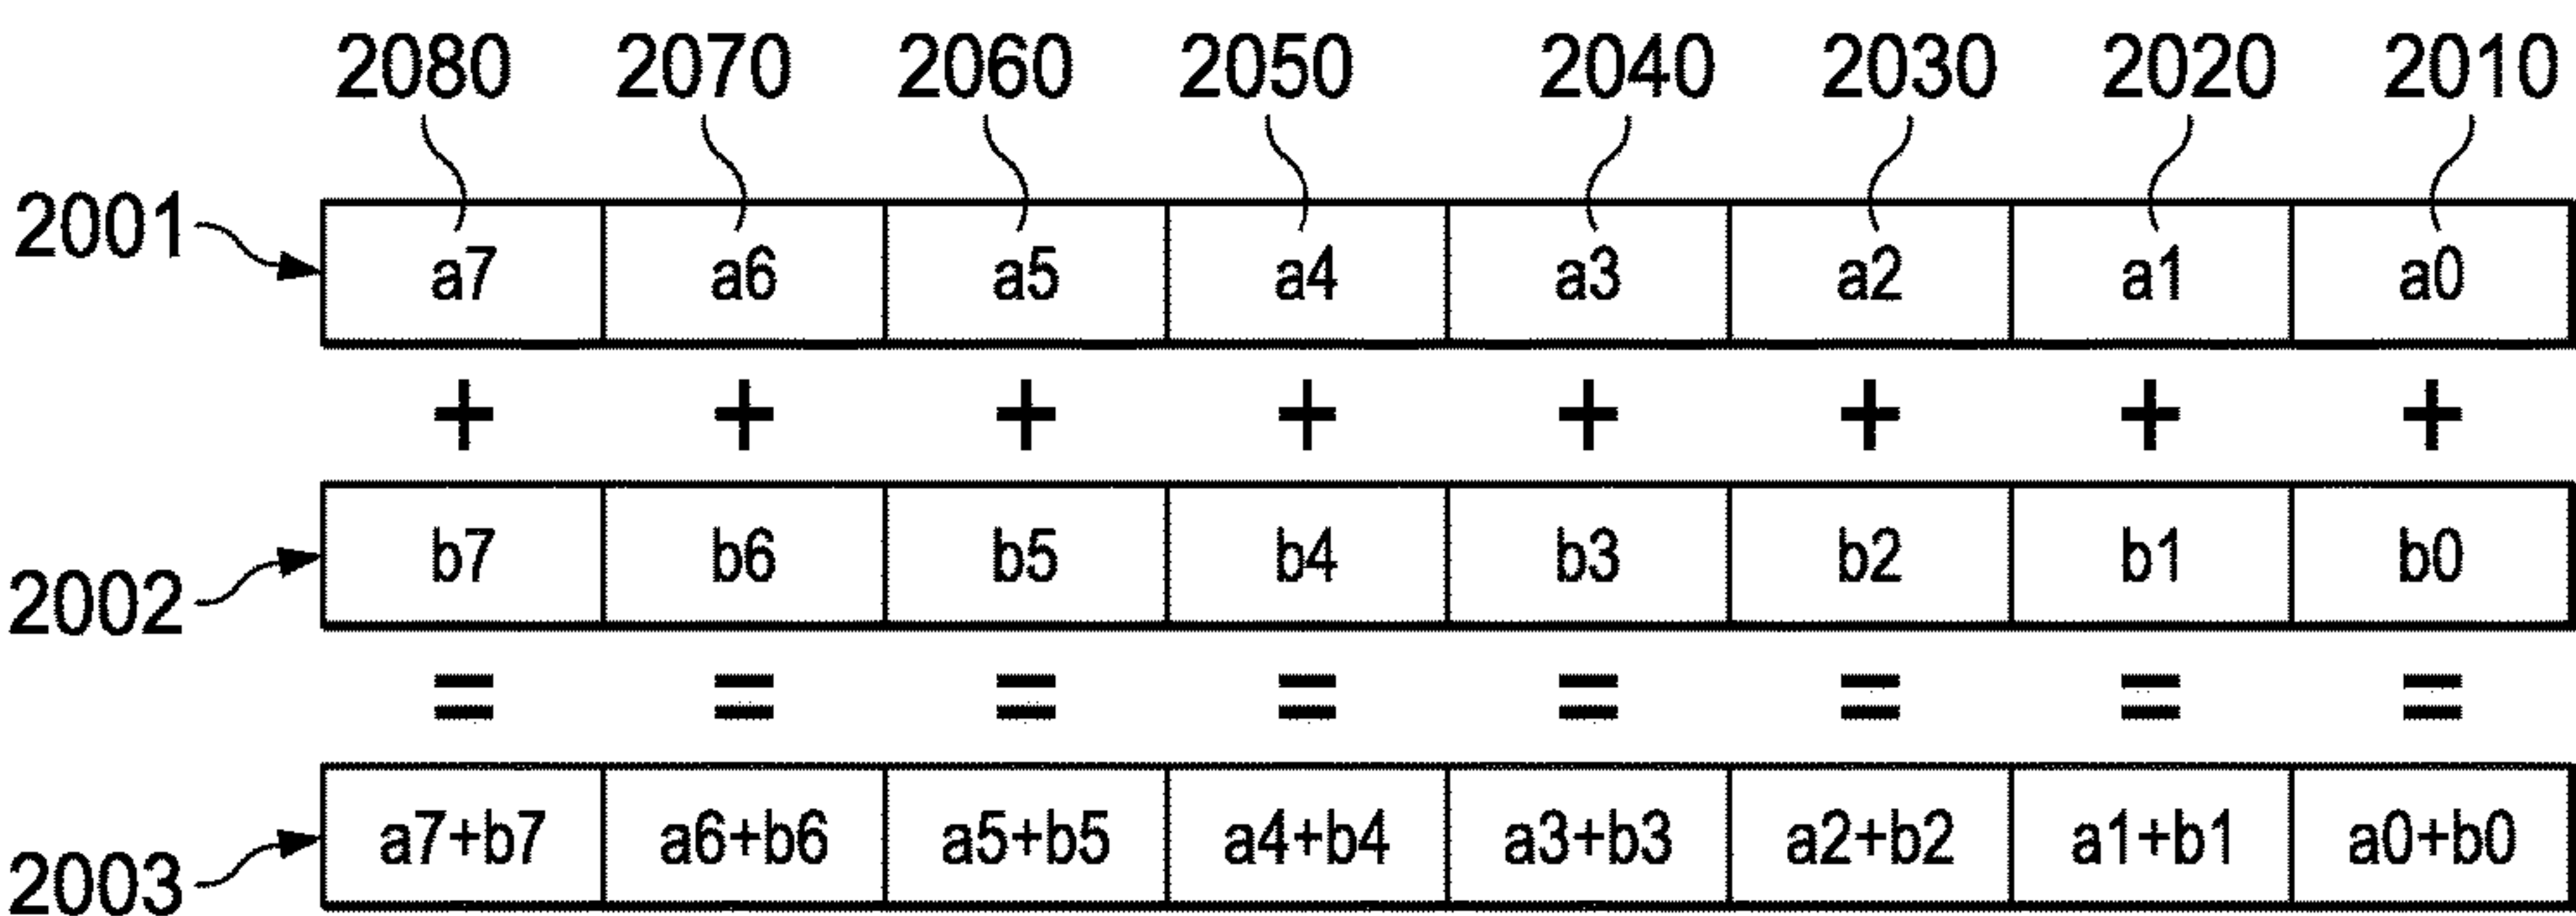 2080 2070 2060 2050 2040 2030 2020 2010
2001 a7 a6 a5 a4 a3 a2 a1 a0
+ + + + + + + +
2002 b7 b6 b5 b4 b3 b2 b1 b0
= = = = = = = =
2003 a7+b7 a6+b6 a5+b5 a4+b4 a3+b3 a2+b2 a1+b1 a0+b0